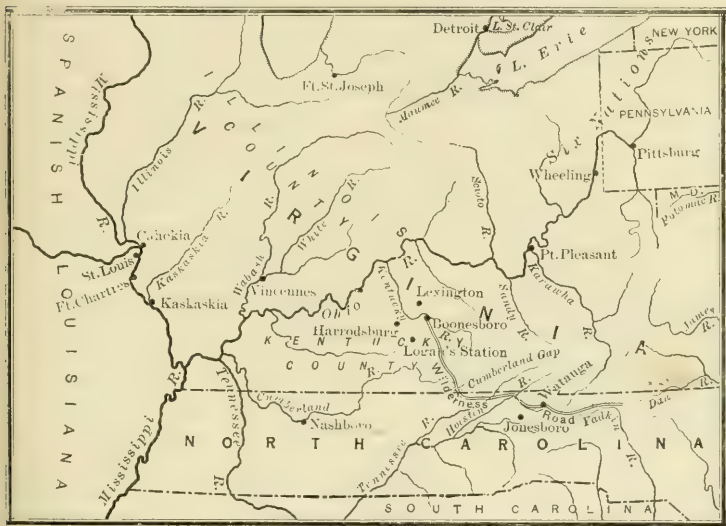 SPANISH LOUISIANA
Mississippi
R.
Detroit
L. St. Clair
L. Erie
NEW YORK
Ft. St. Joseph
Maumee R.
Six Nations
PENNSYLVANIA
Pittsburg
Wheeling
M D.
Potomac R.
ILLINOIS
COUNTY
VIRGINIA
Illinois
R.
Kaskaskia R.
Wabash
R.
White
R.
Scioto
R.
Cahokia
St. Louis
Ft. Chartres
Kaskaskia
Vincennes
Ohio
R.
Pt. Pleasant
Kanawha
R.
Kentucky
R.
Lexington
Boonesboro
Harrodsburg
Logan's Station
Sandy R.
James
R.
KENTUCKY
COUNTY
Cumberland Gap
Wilderness
Road
Watauga
Jonesboro
Yadkin
R.
Dan
R.
Cumberland
R.
Nashboro
Tennessee
R.
Holston
R.
Tennessee
R.
Mississippi
R.
NORTH CAROLINA
SOUTH CAROLINA